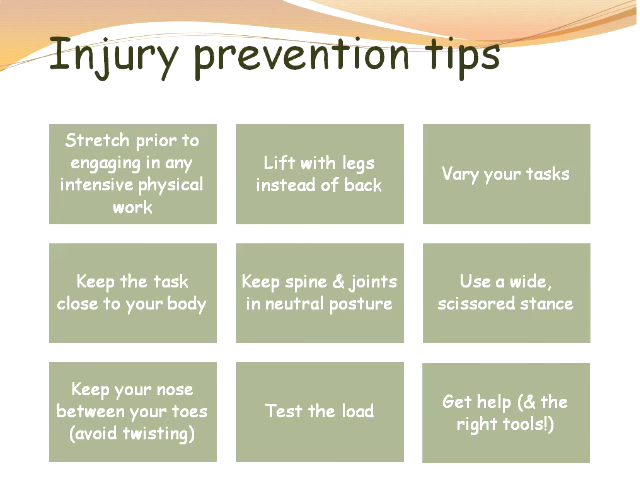 Injury prevention tips
Stretch prior to
engaging in any
intensive physical
work
Lift with legs
instead of back
Vary your tasks
Keep the task
close to your body
Keep spine & joints
in neutral posture
Use a wide,
scissored stance
Keep your nose
between your toes
(avoid twisting)
Test the load
Get help (& the
right tools!)